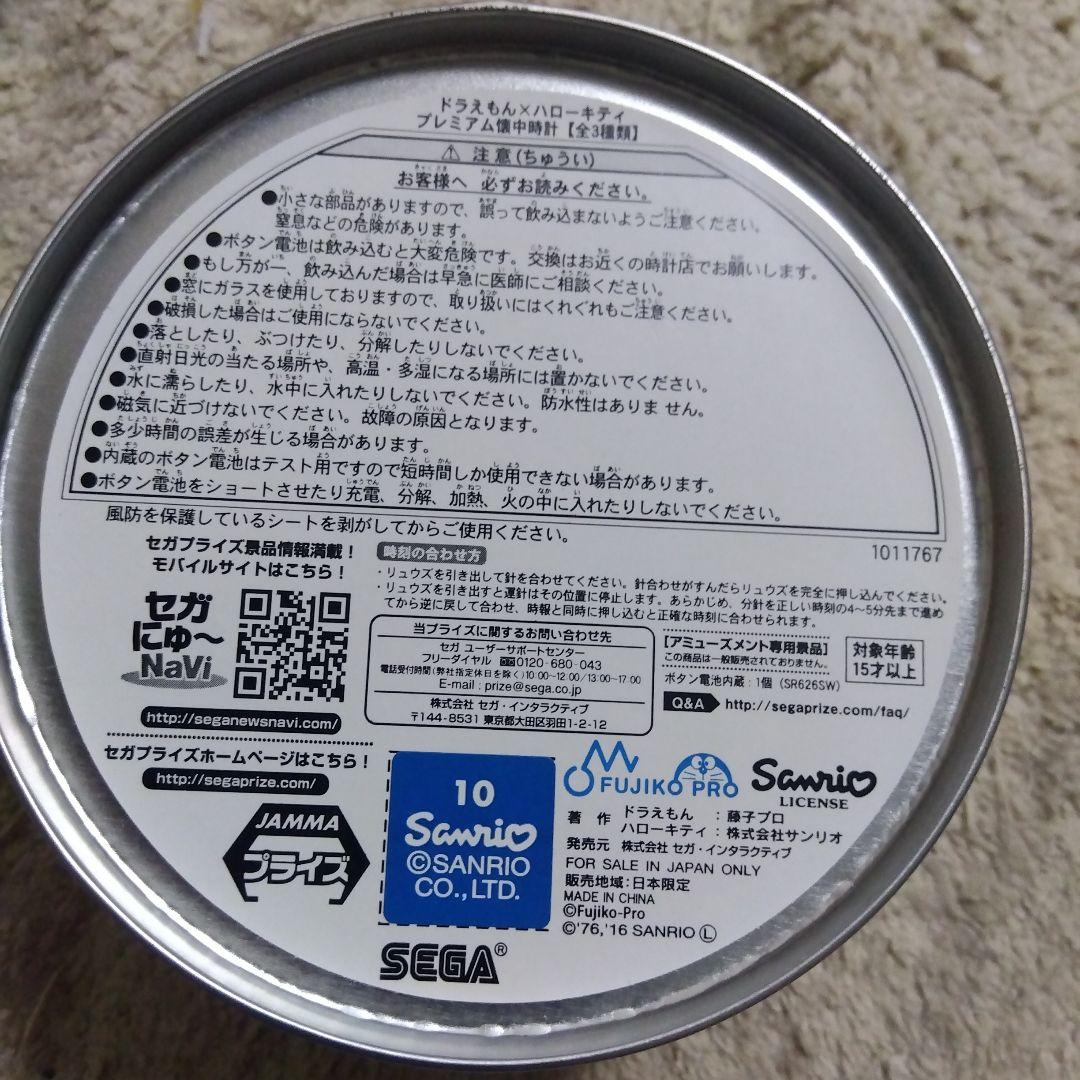 ドラえもん×ハローキティ
プレミアム懐中時計【全3種類】
⚠ 注意(ちゅうい)
お客様へ 必ずお読みください。
●小さな部品がありますので、誤って飲み込まないようご注意ください。
窒息などの危険があります。
●ボタン電池は飲み込むと大変危険です。交換はお近くの時計店でお願いします。
●もし万が一、飲み込んだ場合は早急に医師にご相談ください。
●窓にガラスを使用しておりますので、取り扱いにはくれぐれもご注意ください。
●破損した場合はご使用にならないでください。
●落としたり、ぶつけたり、分解したりしないでください。
●直射日光の当たる場所や、高温・多湿になる場所には置かないでください。
●水に濡らしたり、水中に入れたりしないでください。防水性はありま せん。
●磁気に近づけないでください。故障の原因となります。
●多少時間の誤差が生じる場合があります。
●内蔵のボタン電池はテスト用ですので短時間しか使用できない場合があります。
●ボタン電池をショートさせたり充電、分解、加熱、火の中に入れたりしないでください。
風防を保護しているシートを剥がしてからご使用ください。
1011767
セガプライズ景品情報満載!
モバイルサイトはこちら!
セガ
にゅ〜
NaVi
http://seganewsnavi.com/
セガプライズホームページはこちら!
http://segaprize.com/
時刻の合わせ方
・リュウズを引き出して針を合わせてください。針合わせがすんだらリュウズを完全に押し込んでください。
・リュウズを引き出すと運針はその位置に停止します。あらかじめ、分針を正しい時刻の4〜5分先まで進め
てから逆に戻して合わせ、時報と同時に押し込むと正確な時刻に合わせられます。
当プライズに関するお問い合わせ先
セガ ユーザーサポートセンター
フリーダイヤル 0120-680-043
電話受付時間(弊社指定休日を除く)10:00〜12:00/13:00〜17:00
E-mail : prize@sega.co.jp
株式会社 セガ・インタラクティブ
〒144-8531 東京都大田区羽田1-2-12
【アミューズメント専用景品】
この商品は一般販売されておりません。
ボタン電池内蔵:1個 (SR626SW)
対象年齢
15才以上
Q&A http://segaprize.com/faq/
JAMMA
プライズ
10
Sanrio
©SANRIO
CO.,LTD.
FUJIKO PRO
Sanrio
LICENSE
著 作 ドラえもん :藤子プロ
ハローキティ:株式会社サンリオ
発売元 株式会社 セガ・インタラクティブ
FOR SALE IN JAPAN ONLY
販売地域:日本限定
MADE IN CHINA
©Fujiko-Pro
©'76,'16 SANRIO Ⓛ
SEGA®